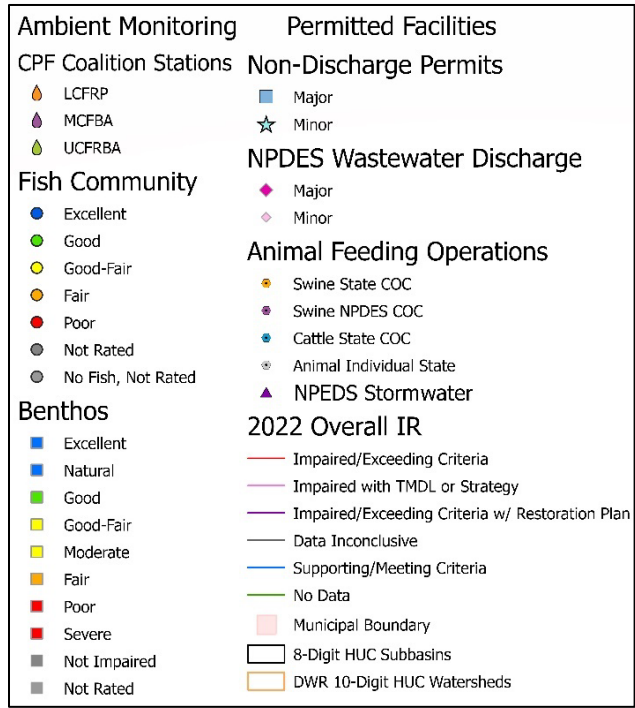 Ambient Monitoring
CPF Coalition Stations
LCFRP
MCFBA
UCFRBA
Fish Community
Excellent
Good
Good-Fair
Fair
Poor
Not Rated
No Fish, Not Rated
Benthos
Excellent
Natural
Good
Good-Fair
Moderate
Fair
Poor
Severe
Not Impaired
Not Rated
Permitted Facilities
Non-Discharge Permits
Major
Minor
NPDES Wastewater Discharge
Major
Minor
Animal Feeding Operations
Swine State COC
Swine NPDES COC
Cattle State COC
Animal Individual State
NPEDS Stormwater
2022 Overall IR
Impaired/Exceeding Criteria
Impaired with TMDL or Strategy
Impaired/Exceeding Criteria w/ Restoration Plan
Data Inconclusive
Supporting/Meeting Criteria
No Data
Municipal Boundary
8-Digit HUC Subbasins
DWR 10-Digit HUC Watersheds